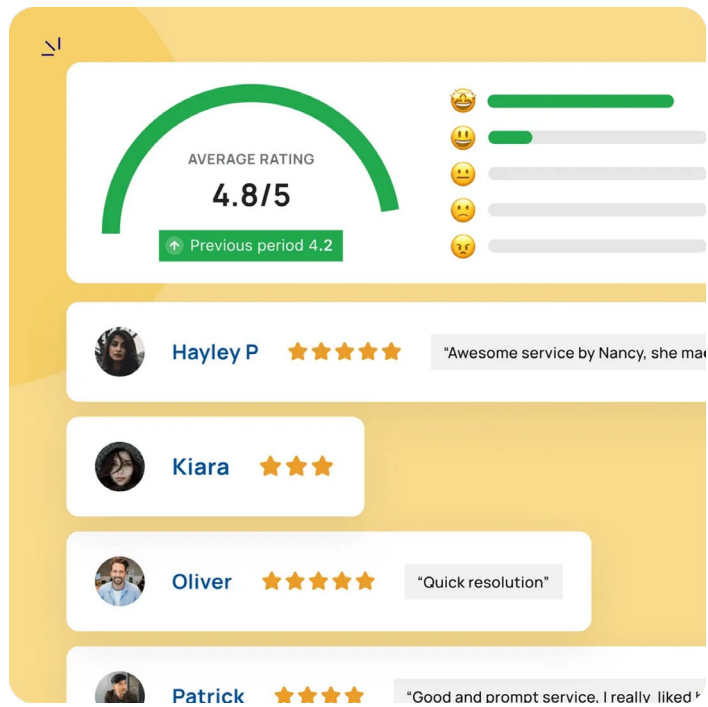 AVERAGE RATING
4.8/5
Previous period 4.2
Hayley P
“Awesome service by Nancy, she
Kiara
Oliver
“Quick resolution”
Patrick
“Good and prompt service, I really liked